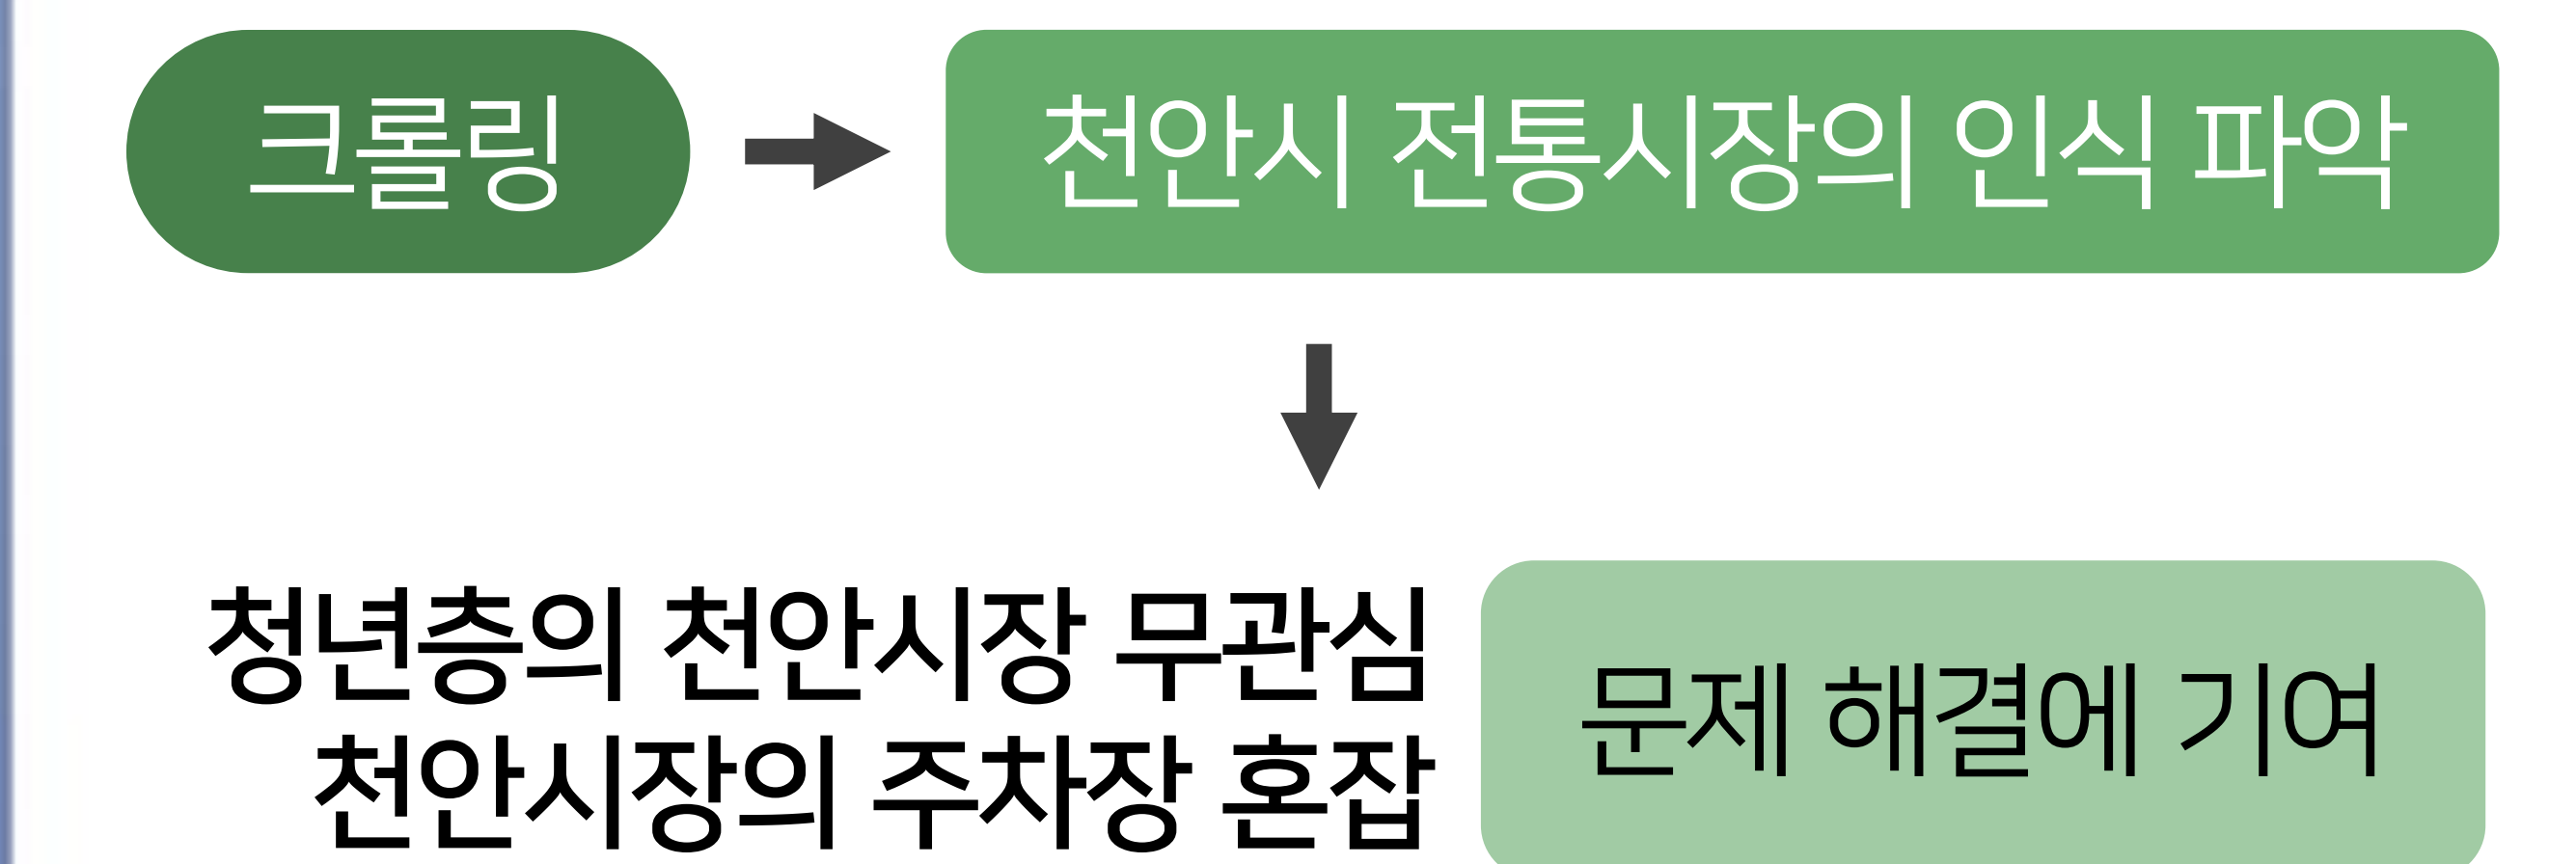 크롤링
천안시 전통시장의 인식 파악
청년층의 천안시장 무관심
천안시장의 주차장 혼잡
문제 해결에 기여